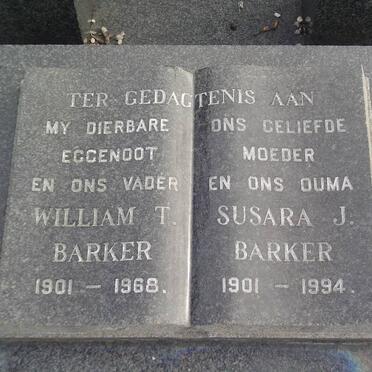 TER GEDAGTENIS AAN
MY DIERBARE
EGGENOOT
EN ONS VADER
WILLIAM T.
BARKER
1901 - 1968.
ONS GELIEFDE
MOEDER
EN ONS OUMA
SUSARA J.
BARKER
1901 - 1994.